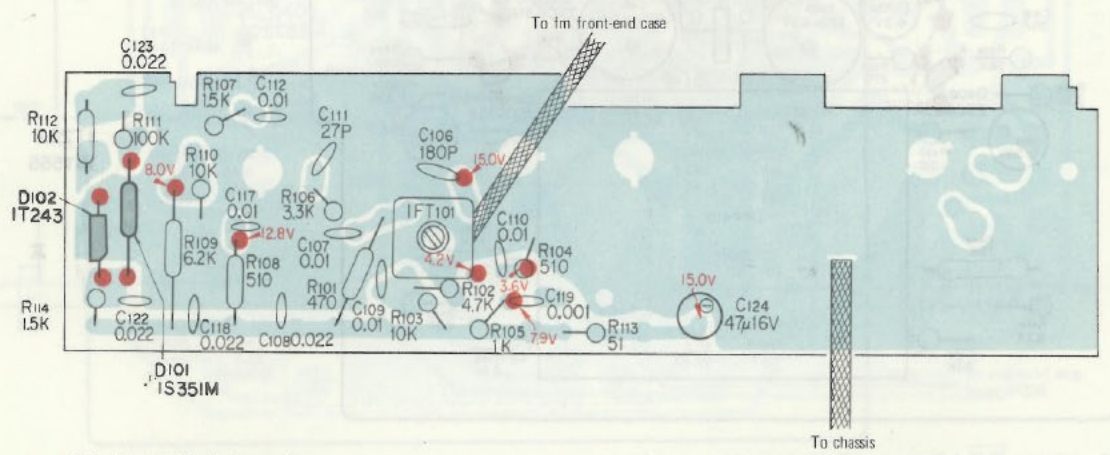 To fm front-end case
C123
0.022
R112
10K
R111
100K
R107
1.5K
C112
0.01
C111
27P
C106
180P
15.0V
8.0V
R110
10K
D102
1T243
C117
0.01
R106
3.3K
IFT101
12.8V
C110
0.01
R109
6.2K
R108
510
C107
0.01
4.2V
R104
510
R101
470
3.6V
15.0V
R114
1.5K
C122
0.022
C118
0.022
C108 0.022
C109
0.01
R103
10K
R102
4.7K
C119
0.001
R105
1K
7.9V
R113
51
C124
47µ16V
D101
1S351M
To chassis